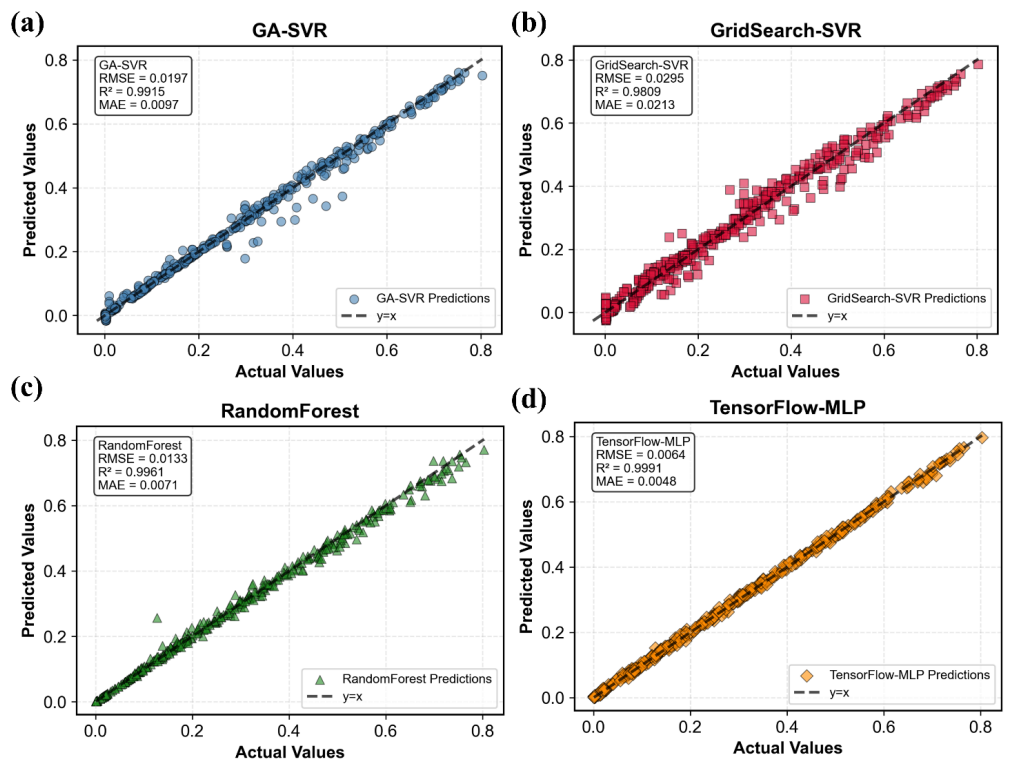 (a)
GA-SVR
GA-SVR
RMSE = 0.0197
R² = 0.9915
MAE = 0.0097
0.8
0.6
0.4
0.2
0.0
Predicted Values
GA-SVR Predictions
y=x
0.0 0.2 0.4 0.6 0.8
Actual Values
(b)
GridSearch-SVR
GridSearch-SVR
RMSE = 0.0295
R² = 0.9809
MAE = 0.0213
0.8
0.6
0.4
0.2
0.0
Predicted Values
GridSearch-SVR Predictions
y=x
0.0 0.2 0.4 0.6 0.8
Actual Values
(c)
RandomForest
RandomForest
RMSE = 0.0133
R² = 0.9961
MAE = 0.0071
0.8
0.6
0.4
0.2
0.0
Predicted Values
RandomForest Predictions
y=x
0.0 0.2 0.4 0.6 0.8
Actual Values
(d)
TensorFlow-MLP
TensorFlow-MLP
RMSE = 0.0064
R² = 0.9991
MAE = 0.0048
0.8
0.6
0.4
0.2
0.0
Predicted Values
TensorFlow-MLP Predictions
y=x
0.0 0.2 0.4 0.6 0.8
Actual Values